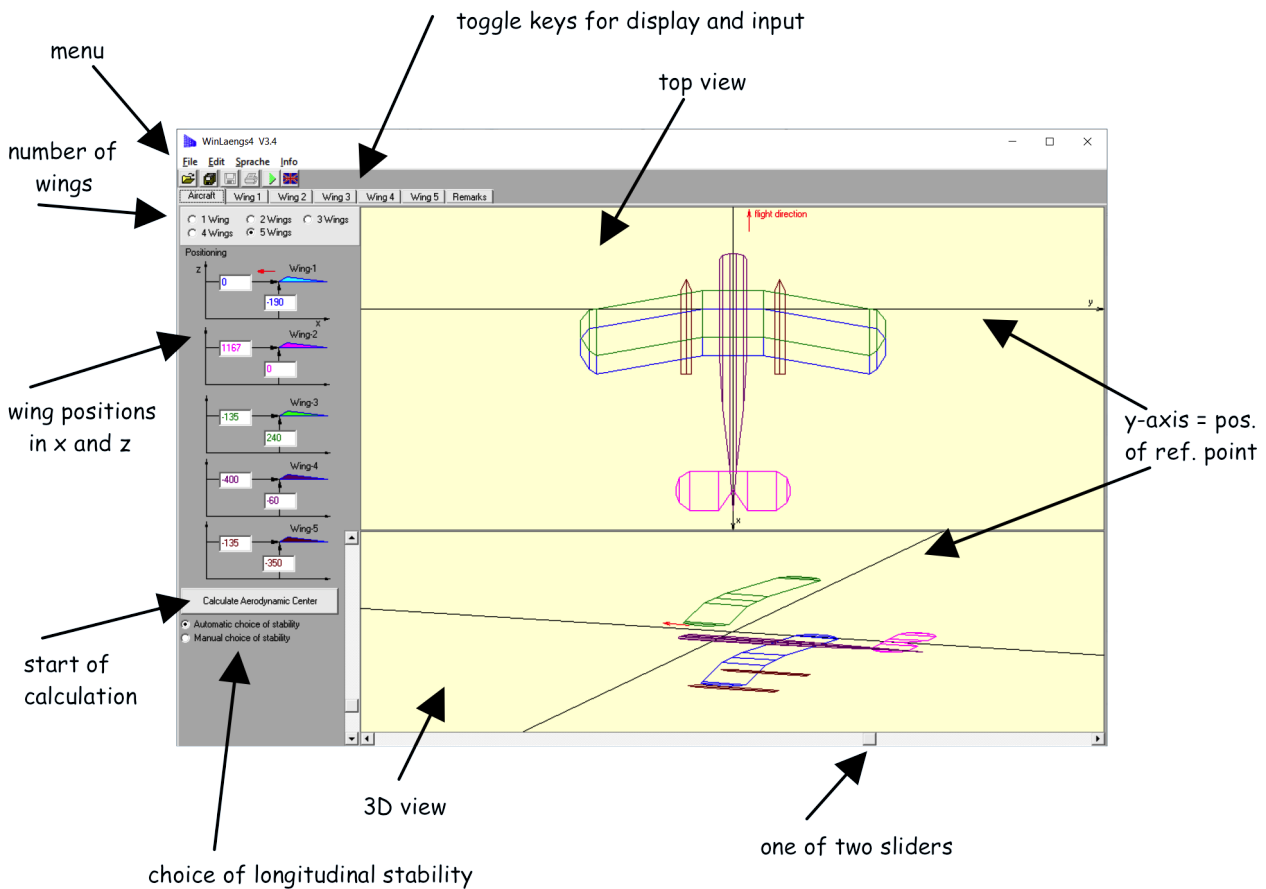 toggle keys for display and input
menu
top view
number of
wings
WinLaengs4 V3.4
File Edit Sprache Info
Aircraft Wing 1 Wing 2 Wing 3 Wing 4 Wing 5 Remarks
1 Wing 2 Wings 3 Wings
4 Wings 5 Wings
flight direction
Positioning
z
Wing-1
0
-190
x
y
Wing-2
1167
0
wing positions
in x and z
Wing-3
-135
240
y-axis = pos.
of ref. point
Wing-4
-400
-60
x
Wing-5
-135
-350
Calculate Aerodynamic Center
Automatic choice of stability
Manual choice of stability
start of
calculation
3D view
one of two sliders
choice of longitudinal stability